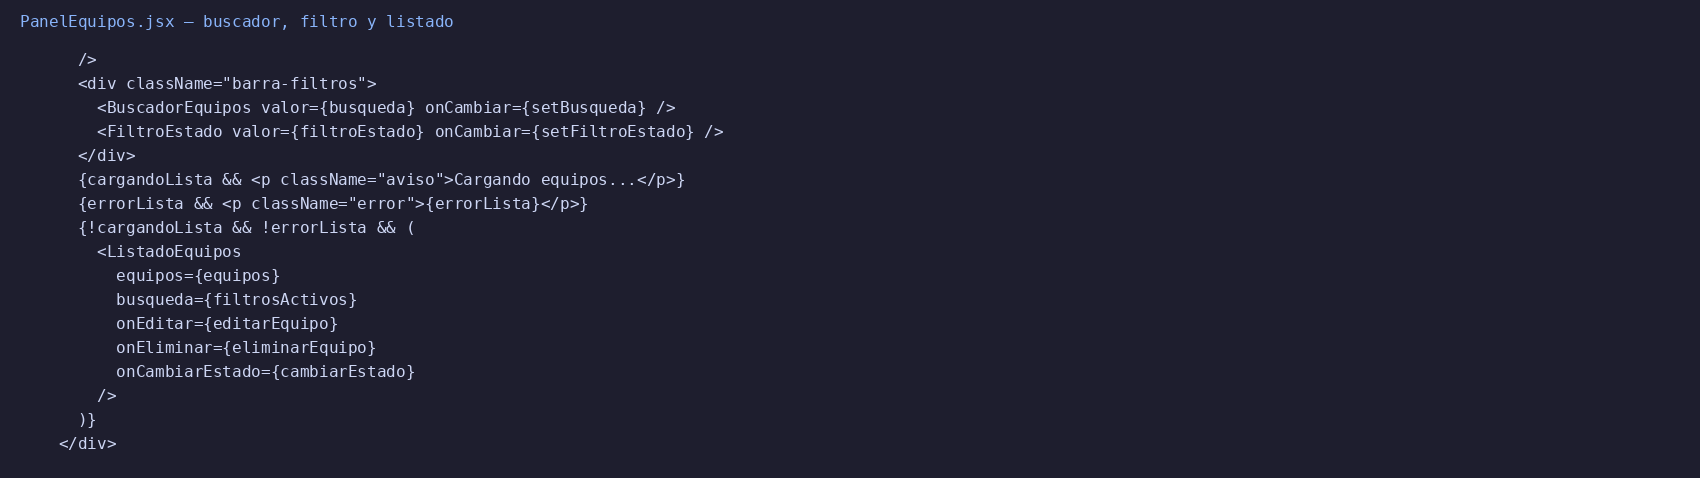 PanelEquipos.jsx — buscador, filtro y listado
/>
<div className="barra-filtros">
<BuscadorEquipos valor={busqueda} onCambiar={setBusqueda} />
<FiltroEstado valor={filtroEstado} onCambiar={setFiltroEstado} />
</div>
{cargandoLista && <p className="aviso">Cargando equipos...</p>}
{errorLista && <p className="error">{errorLista}</p>}
{!cargandoLista && !errorLista && (
<ListadoEquipos
equipos={equipos}
busqueda={filtrosActivos}
onEditar={editarEquipo}
onEliminar={eliminarEquipo}
onCambiarEstado={cambiarEstado}
/>
)}
</div>